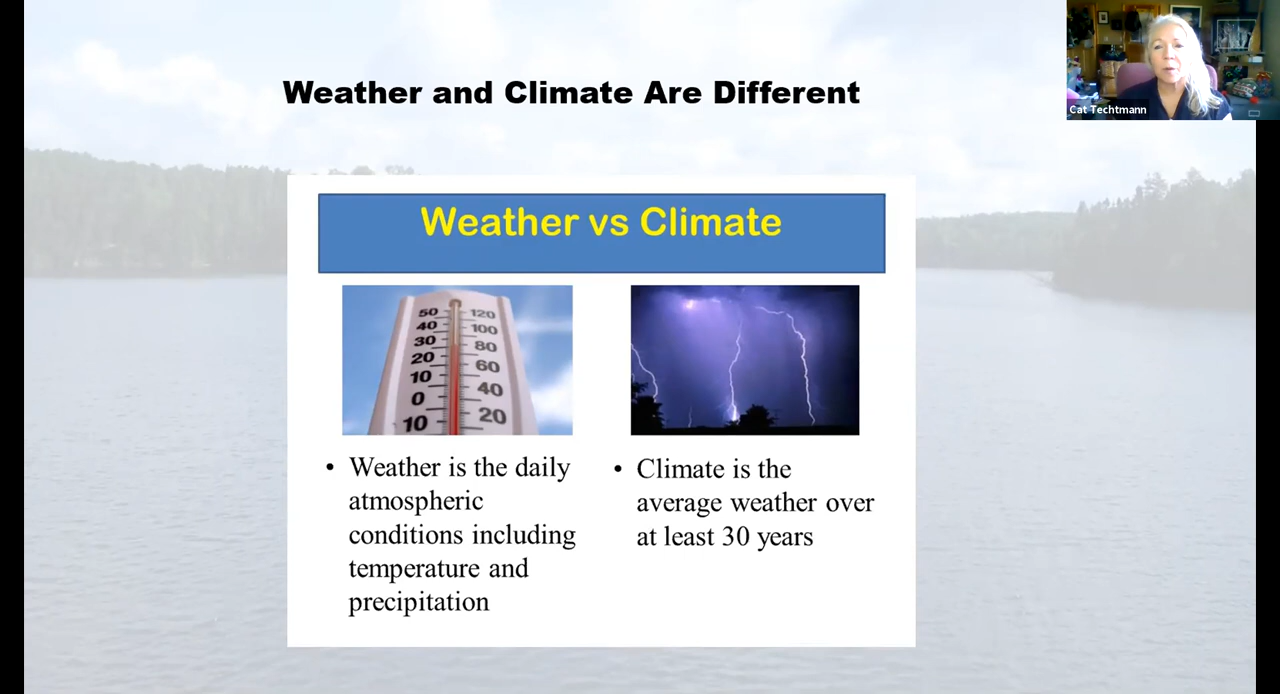 Weather and Climate Are Different
Cat Techtmann
Weather vs Climate
50 120
40 100
30 80
20 60
10 40
0 20
10
• Weather is the daily
atmospheric
conditions including
temperature and
precipitation
• Climate is the
average weather over
at least 30 years